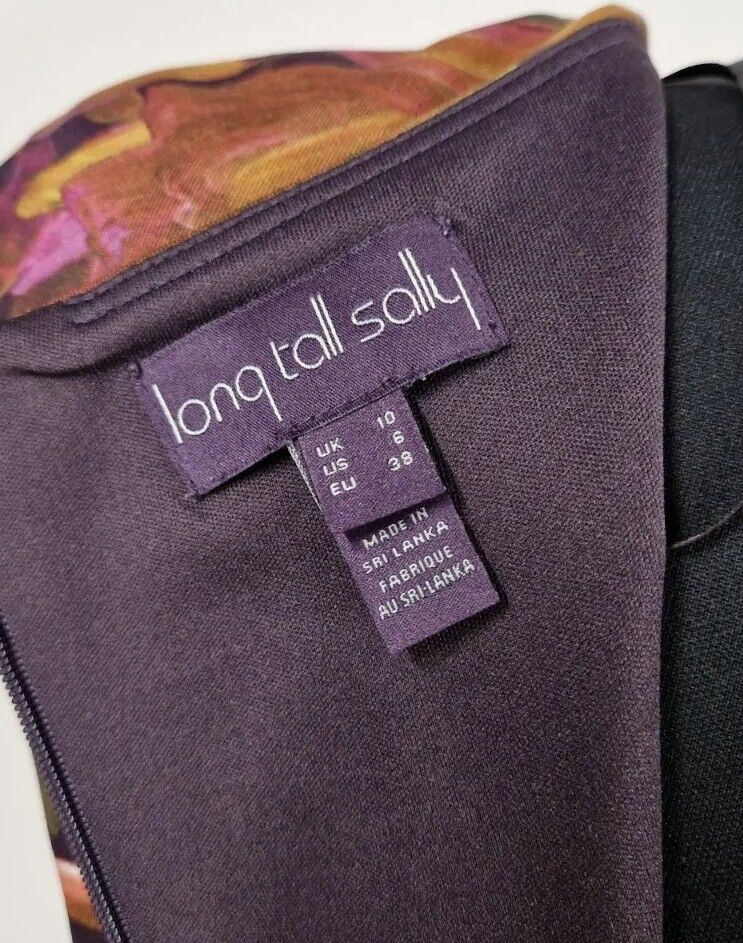 long tall sally
UK 10
US 6
EU 38
MADE IN
SRI LANKA
FABRIQUE
AU SRI-LANKA